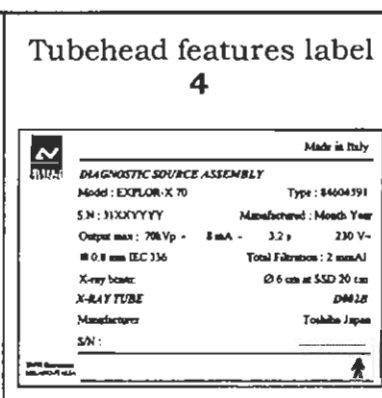 Tubehead features label
4
Made in Italy
DIAGNOSTIC SOURCE ASSEMBLY
Model : EXPLOR-X 70 Type : 84604591
S.N : 31XXYYYY Manufactured : Month Year
Output max : 70kVp - 8 mA - 3.2 s 230 V~
0.8 mm IEC 336 Total Filtration : 2 mmAl
X-ray beam: Ø 6 cm at SSD 20 cm
X-RAY TUBE D0828
Manufacturer Toshiba Japan
S/N :